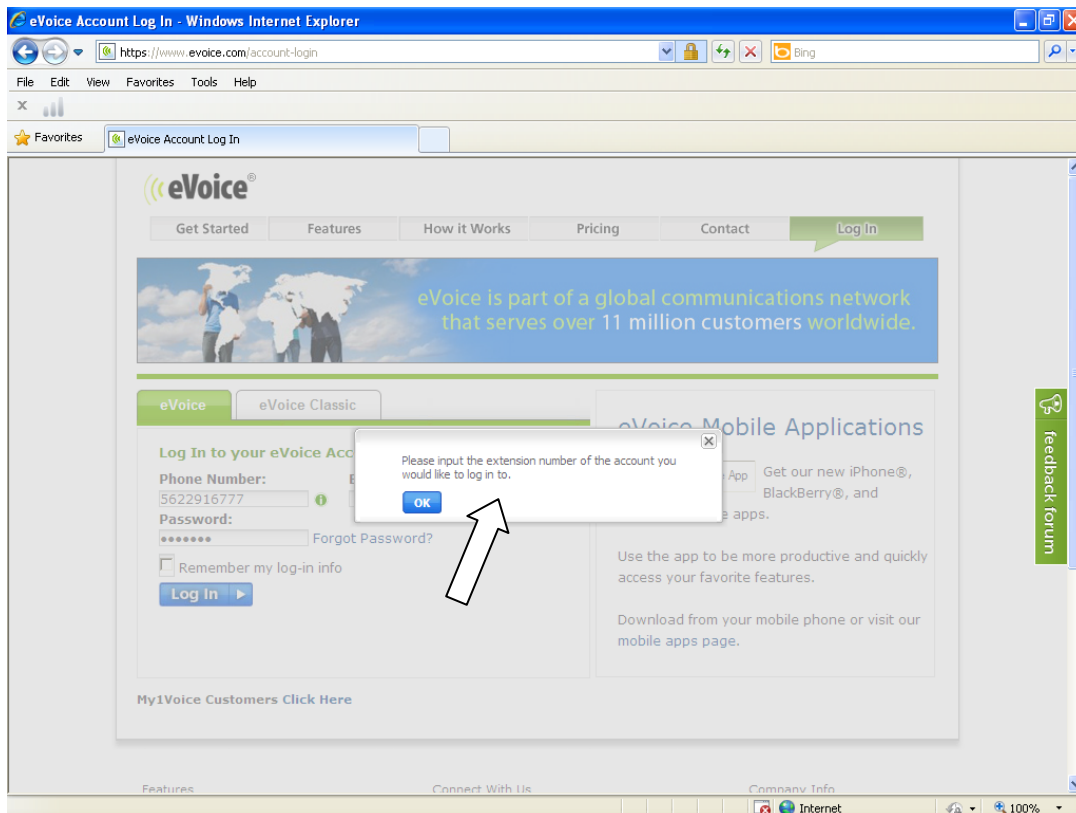 eVoice Account Log In - Windows Internet Explorer
https://www.evoice.com/account-login
Bing
File Edit View Favorites Tools Help
x
Favorites
eVoice Account Log In
eVoice®
Get Started Features How it Works Pricing Contact Log In
eVoice is part of a global communications network
that serves over 11 million customers worldwide.
eVoice eVoice Classic
Log In to your eVoice Acc
Phone Number: E
5622916777
Password:
Forgot Password?
Remember my log-in info
Log In
Please input the extension number of the account you
would like to log in to.
OK
eVoice Mobile Applications
App Get our new iPhone®,
BlackBerry®, and
e apps.
Use the app to be more productive and quickly
access your favorite features.
Download from your mobile phone or visit our
mobile apps page.
feedback forum
My1Voice Customers Click Here
Features Connect With Us Company Info
Internet 100%